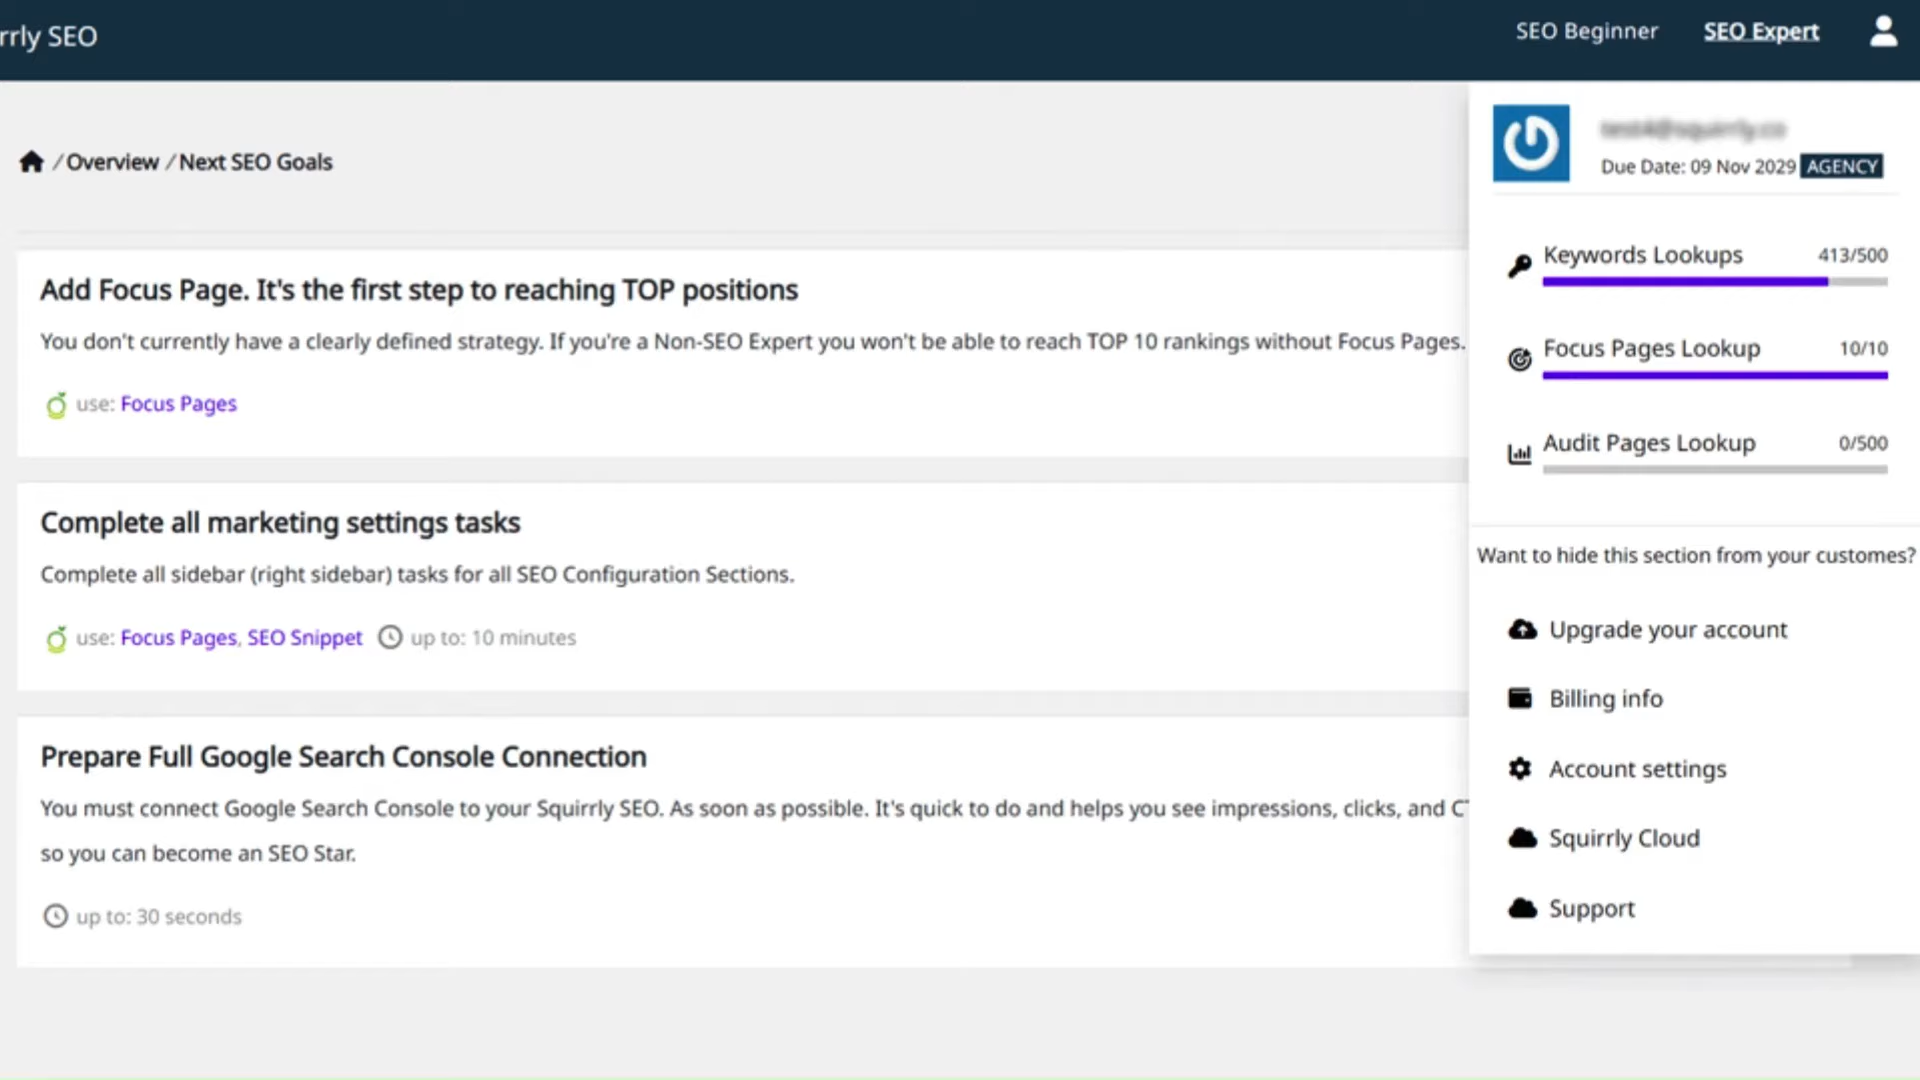 rrly SEO
SEO Beginner
SEO Expert
/ Overview / Next SEO Goals
Add Focus Page. It's the first step to reaching TOP positions
You don't currently have a clearly defined strategy. If you're a Non-SEO Expert you won't be able to reach TOP 10 rankings without Focus Pages.
use: Focus Pages
Complete all marketing settings tasks
Complete all sidebar (right sidebar) tasks for all SEO Configuration Sections.
use: Focus Pages, SEO Snippet up to: 10 minutes
Prepare Full Google Search Console Connection
You must connect Google Search Console to your Squirrly SEO. As soon as possible. It's quick to do and helps you see impressions, clicks, and
so you can become an SEO Star.
up to: 30 seconds
Due Date: 09 Nov 2029 AGENCY
Keywords Lookups 413/500
Focus Pages Lookup 10/10
Audit Pages Lookup 0/500
Want to hide this section from your customes?
Upgrade your account
Billing info
Account settings
Squirrly Cloud
Support